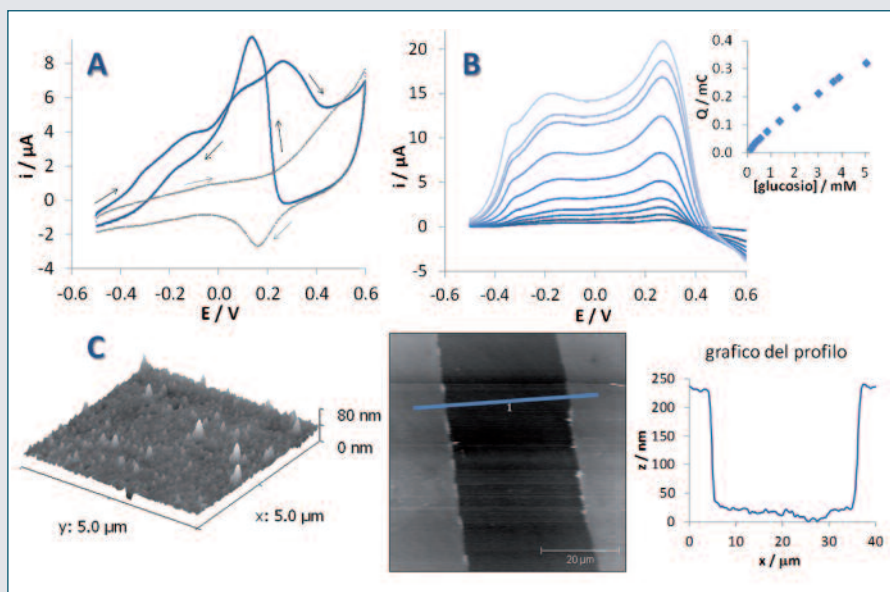 A
i / µA
8
6
4
2
0
-2
-4
-0.6 -0.4 -0.2 0.0 0.2 0.4 0.6
E / V
B
i / µA
20
15
10
5
0
-5
-0.6 -0.4 -0.2 0.0 0.2 0.4 0.6
E / V
Q / mC
0.4
0.3
0.2
0.1
0.0
0 1 2 3 4 5
[glucosio] / mM
C
80 nm
0 nm
y: 5.0 µm
x: 5.0 µm
1
20 µm
grafico del profilo
z / nm
250
200
150
100
50
0
0 10 20 30 40
x / µm